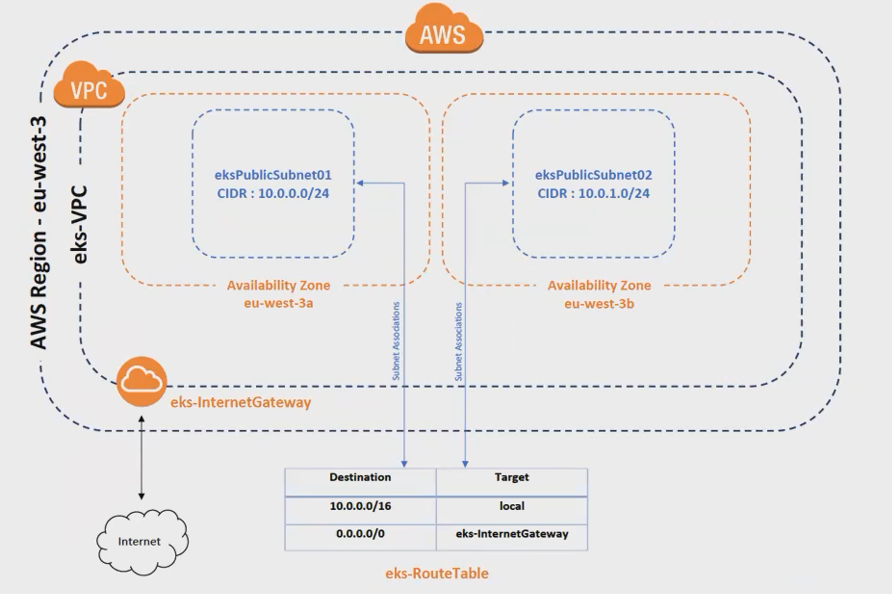 AWS
VPC
AWS Region - eu-west-3
eks-VPC
eksPublicSubnet01
CIDR : 10.0.0.0/24
eksPublicSubnet02
CIDR : 10.0.1.0/24
Availability Zone
eu-west-3a
Availability Zone
eu-west-3b
Subnet Associations
Subnet Associations
eks-InternetGateway
Internet
Destination Target
10.0.0.0/16 local
0.0.0.0/0 eks-InternetGateway
eks-RouteTable